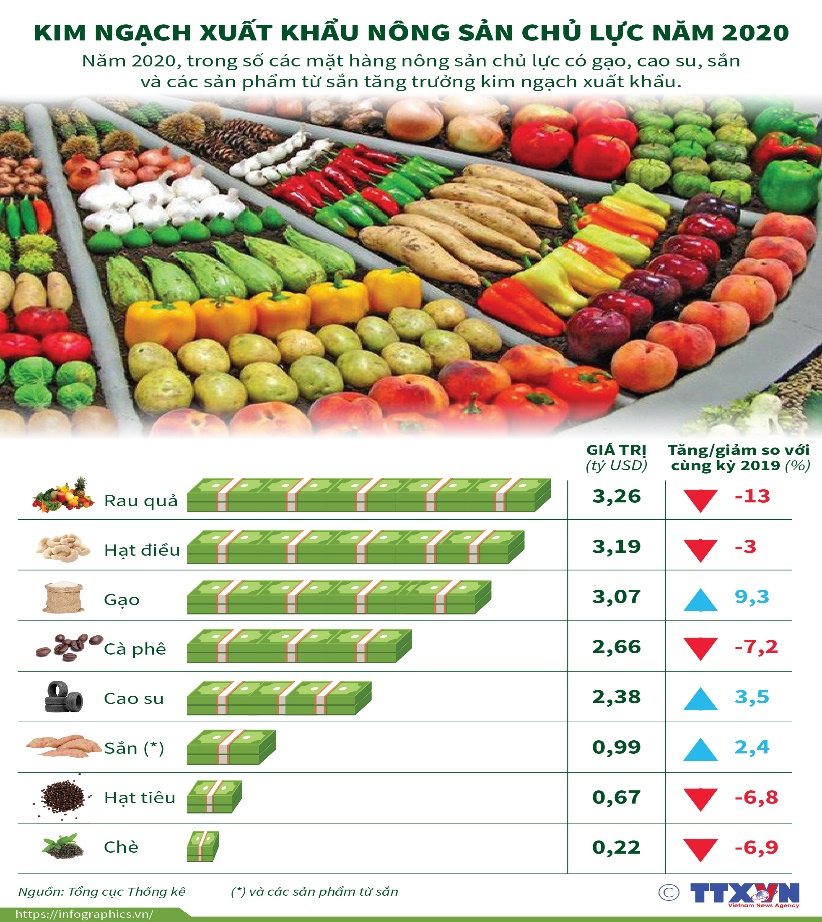 KIM NGẠCH XUẤT KHẨU NÔNG SẢN CHỦ LỰC NĂM 2020
Năm 2020, trong số các mặt hàng nông sản chủ lực có gạo, cao su, sắn
và các sản phẩm từ sắn tăng trưởng kim ngạch xuất khẩu.
GIÁ TRỊ (tỷ USD)
Tăng/giảm so với
cùng kỳ 2019 (%)
Rau quả 3,26 -13
Hạt điều 3,19 -3
Gạo 3,07 9,3
Cà phê 2,66 -7,2
Cao su 2,38 3,5
Sắn (*) 0,99 2,4
Hạt tiêu 0,67 -6,8
Chè 0,22 -6,9
Nguồn: Tổng cục Thống kê (*) và các sản phẩm từ sắn
© TTXVN
Vietnam News Agency
https://infographics.vn/